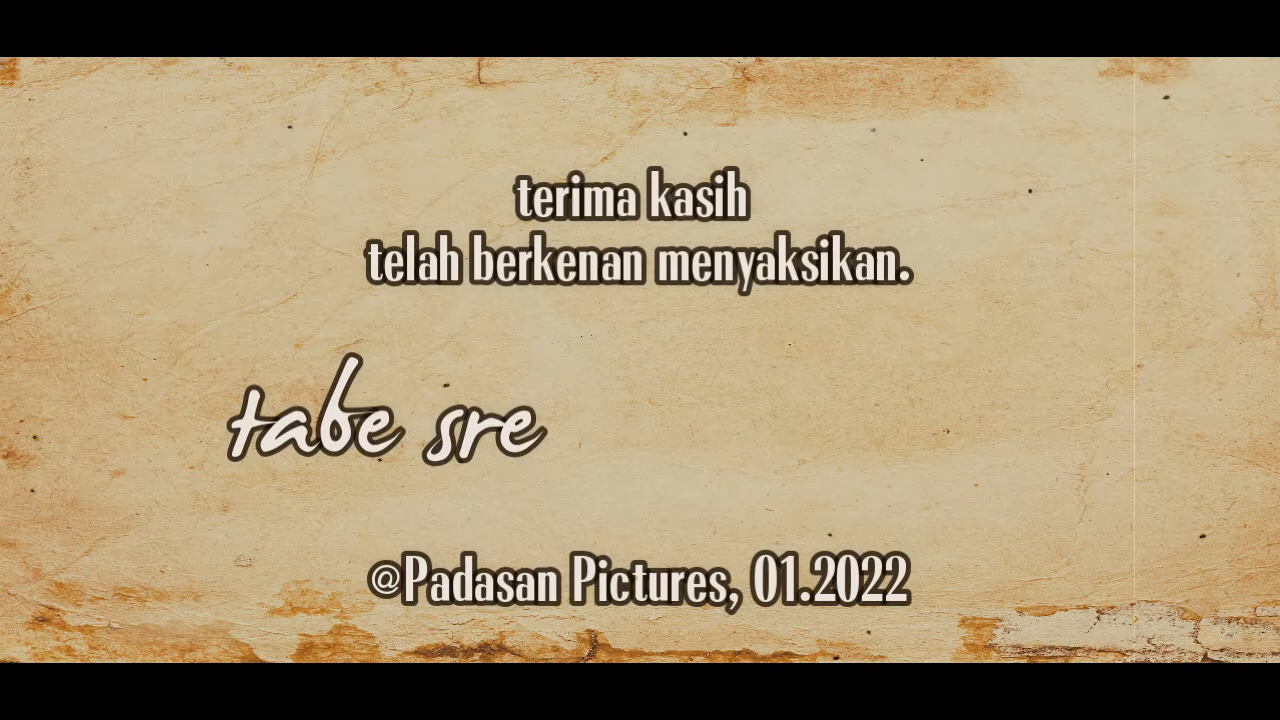 terima kasih
telah berkenan menyaksikan.
tabe sre
@Padasan Pictures, 01.2022